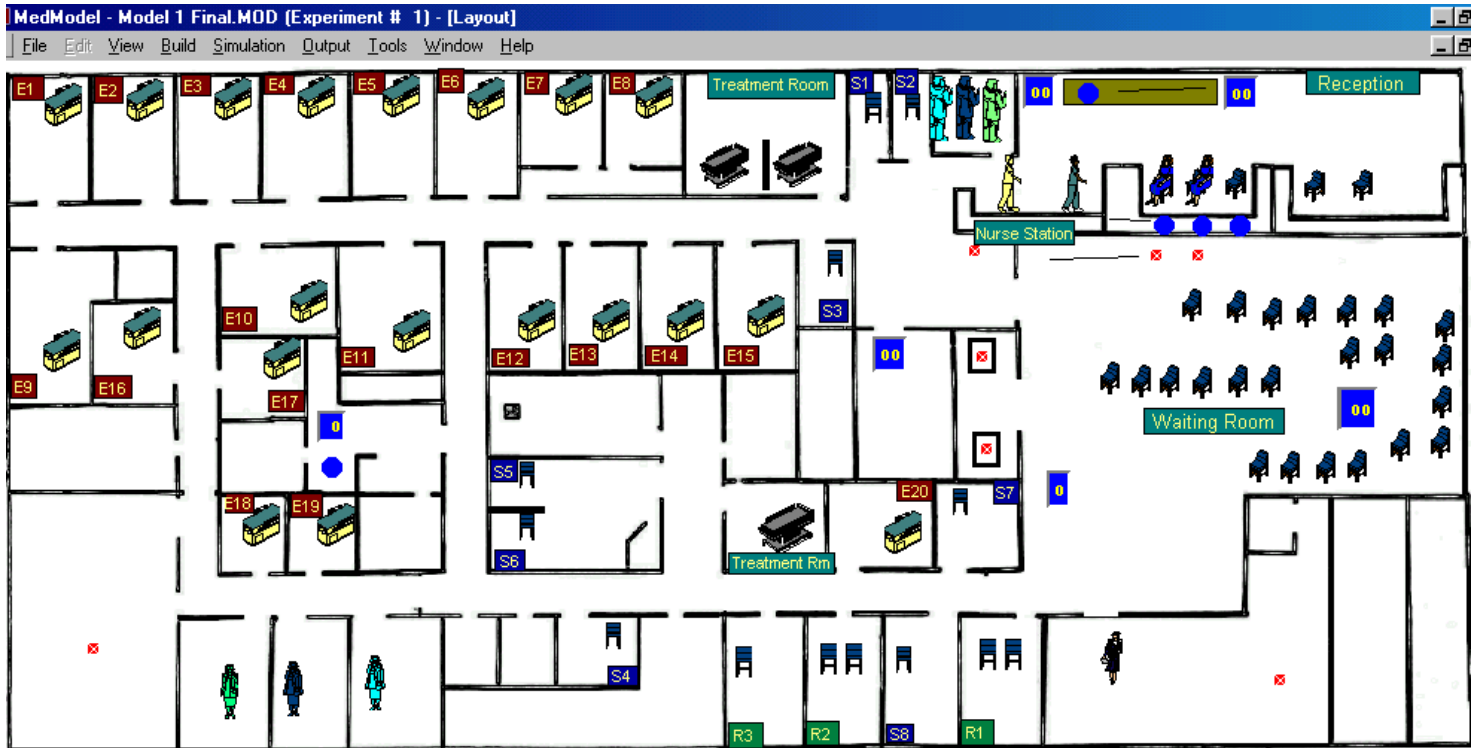 MedModel - Model 1 Final.MOD (Experiment # 1) - [Layout]
File Edit View Build Simulation Output Tools Window Help
E1 E2 E3 E4 E5 E6 E7 E8 Treatment Room S1 S2 00 00 Reception
Nurse Station
S3
E10
E12 E13 E14 E15 00
E11
E9 E16
E17
00
Waiting Room
0
S5
E18 E19 E20 S7 0
S6 Treatment Rm
S4
R3 R2 S8 R1